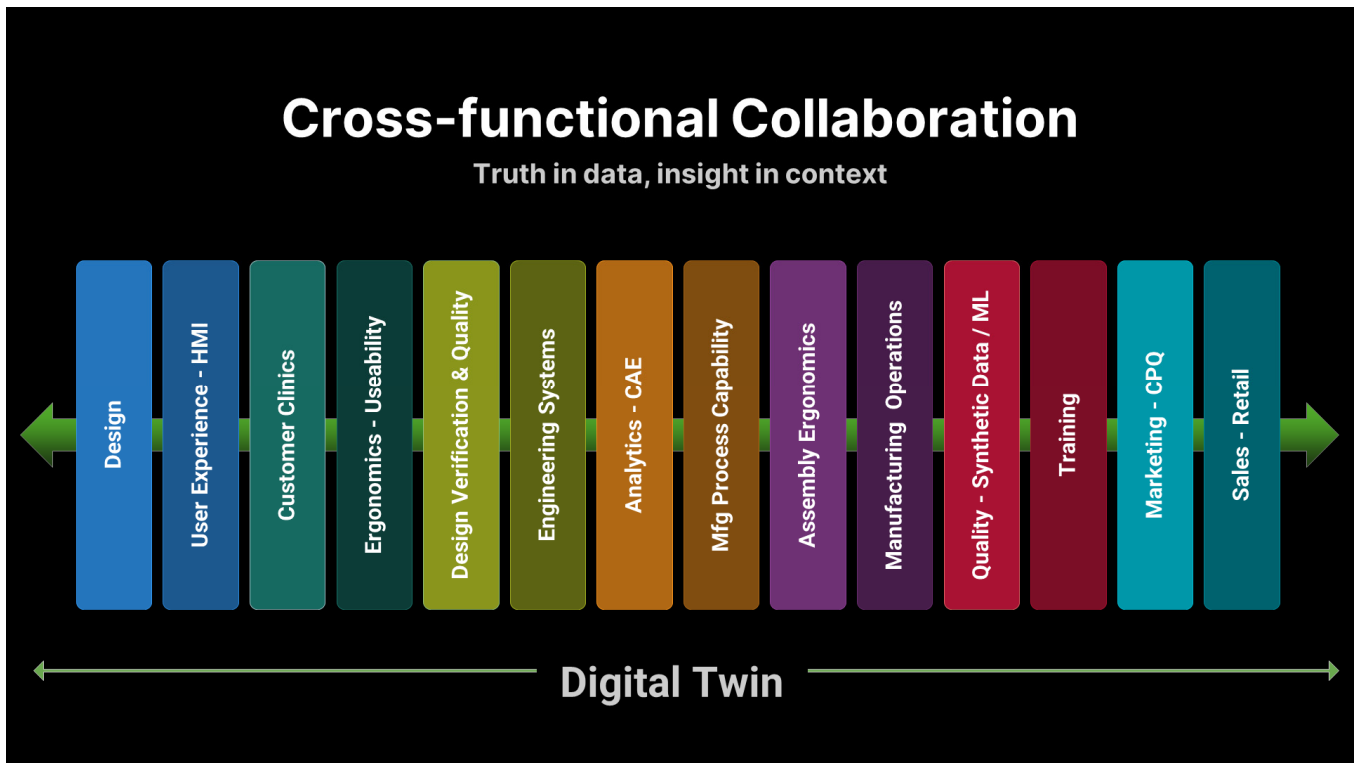 Cross-functional Collaboration
Truth in data, insight in context
Design
User Experience - HMI
Customer Clinics
Ergonomics - Useability
Design Verification & Quality
Engineering Systems
Analytics - CAE
Mfg Process Capability
Assembly Ergonomics
Manufacturing  Operations
Quality - Synthetic Data / ML
Training
Marketing - CPQ
Sales - Retail
Digital Twin